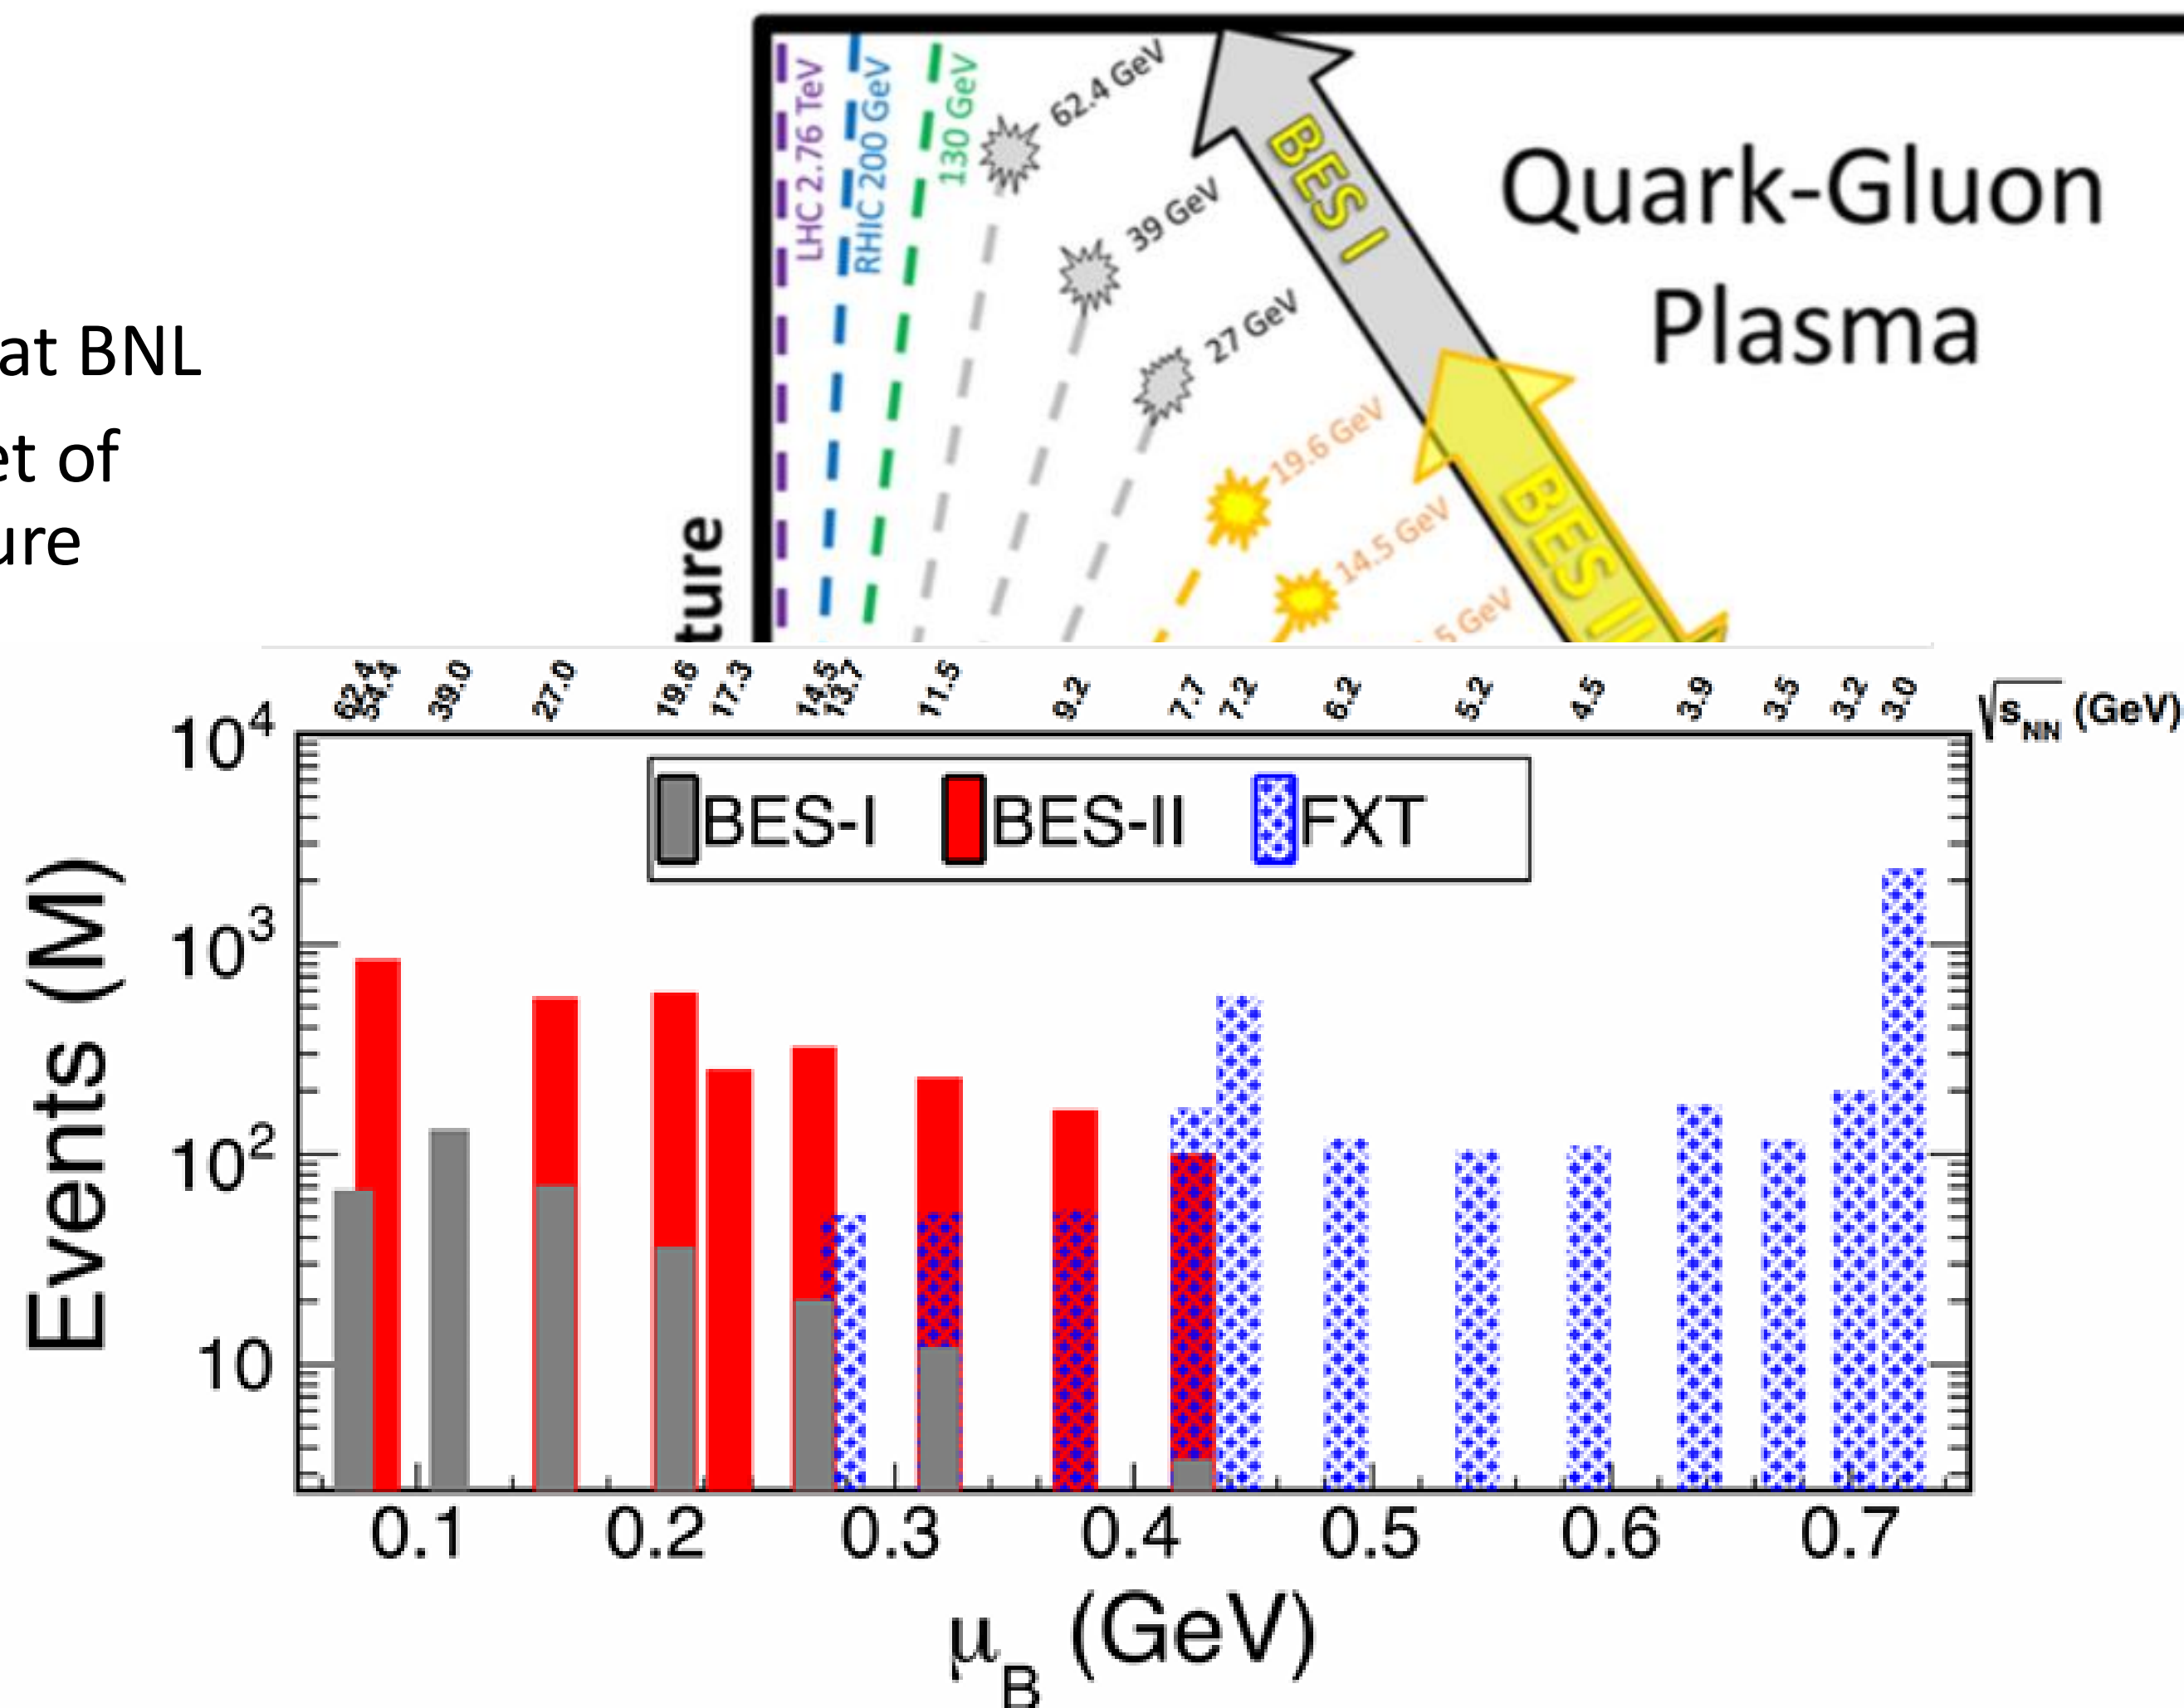 at BNL
et of
ure
LHC 2.76 TeV
RHIC 200 GeV
130 GeV
62.4 GeV
39 GeV
27 GeV
19.6 GeV
14.5 GeV
5 GeV
BES I
BES II
Quark-Gluon
Plasma
ture
62.4 54.4 39.0 27.0 19.6 17.3 14.5 13.7 11.5 9.2 7.7 7.2 6.2 5.2 4.5 3.9 3.5 3.2 3.0 √sNN (GeV)
BES-I BES-II FXT
Events (M)
10⁴
10³
10²
10
0.1 0.2 0.3 0.4 0.5 0.6 0.7
μB (GeV)